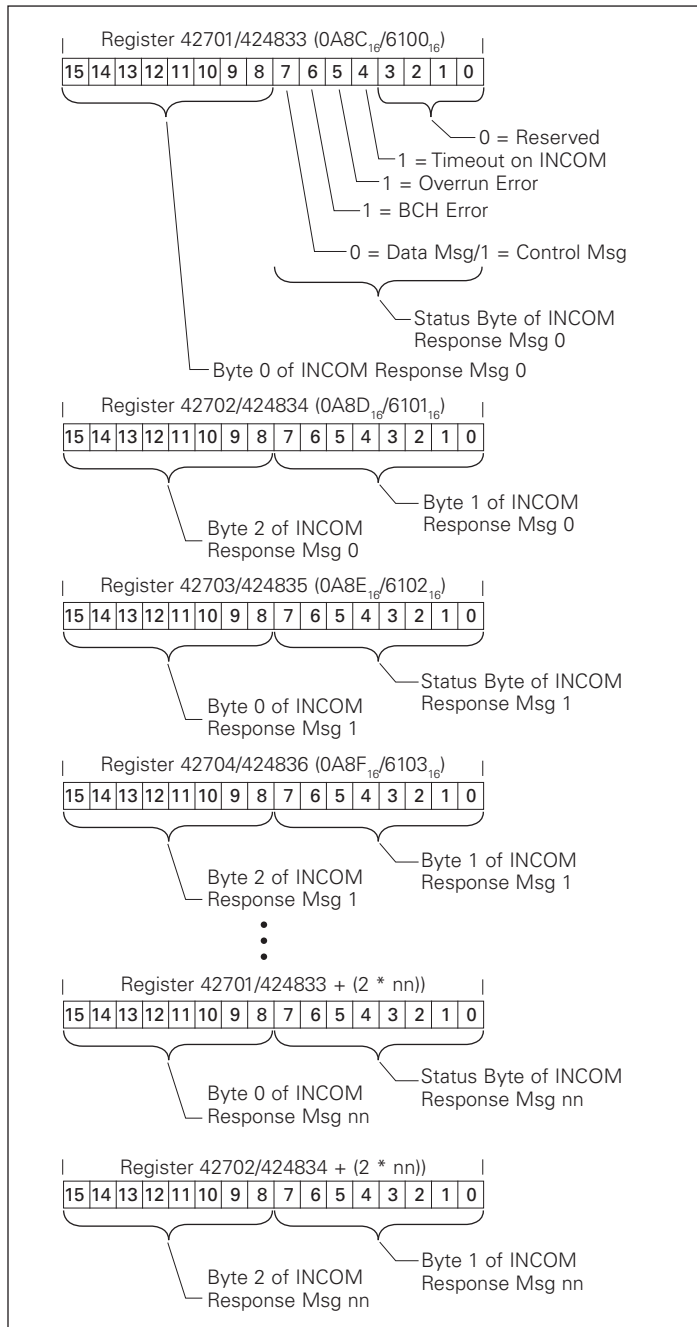 Register 42701/424833 (0A8C16/610016)
15 14 13 12 11 10 9 8 7 6 5 4 3 2 1 0
0 = Reserved
1 = Timeout on INCOM
1 = Overrun Error
1 = BCH Error
0 = Data Msg/1 = Control Msg
Status Byte of INCOM
Response Msg 0
Byte 0 of INCOM Response Msg 0
Register 42702/424834 (0A8D16/610116)
15 14 13 12 11 10 9 8 7 6 5 4 3 2 1 0
Byte 1 of INCOM
Response Msg 0
Byte 2 of INCOM
Response Msg 0
Register 42703/424835 (0A8E16/610216)
15 14 13 12 11 10 9 8 7 6 5 4 3 2 1 0
Status Byte of INCOM
Response Msg 1
Byte 0 of INCOM
Response Msg 1
Register 42704/424836 (0A8F16/610316)
15 14 13 12 11 10 9 8 7 6 5 4 3 2 1 0
Byte 1 of INCOM
Response Msg 1
Byte 2 of INCOM
Response Msg 1
Register 42701/424833 + (2 * nn))
15 14 13 12 11 10 9 8 7 6 5 4 3 2 1 0
Status Byte of INCOM
Response Msg nn
Byte 0 of INCOM
Response Msg nn
Register 42702/424834 + (2 * nn))
15 14 13 12 11 10 9 8 7 6 5 4 3 2 1 0
Byte 1 of INCOM
Response Msg nn
Byte 2 of INCOM
Response Msg nn